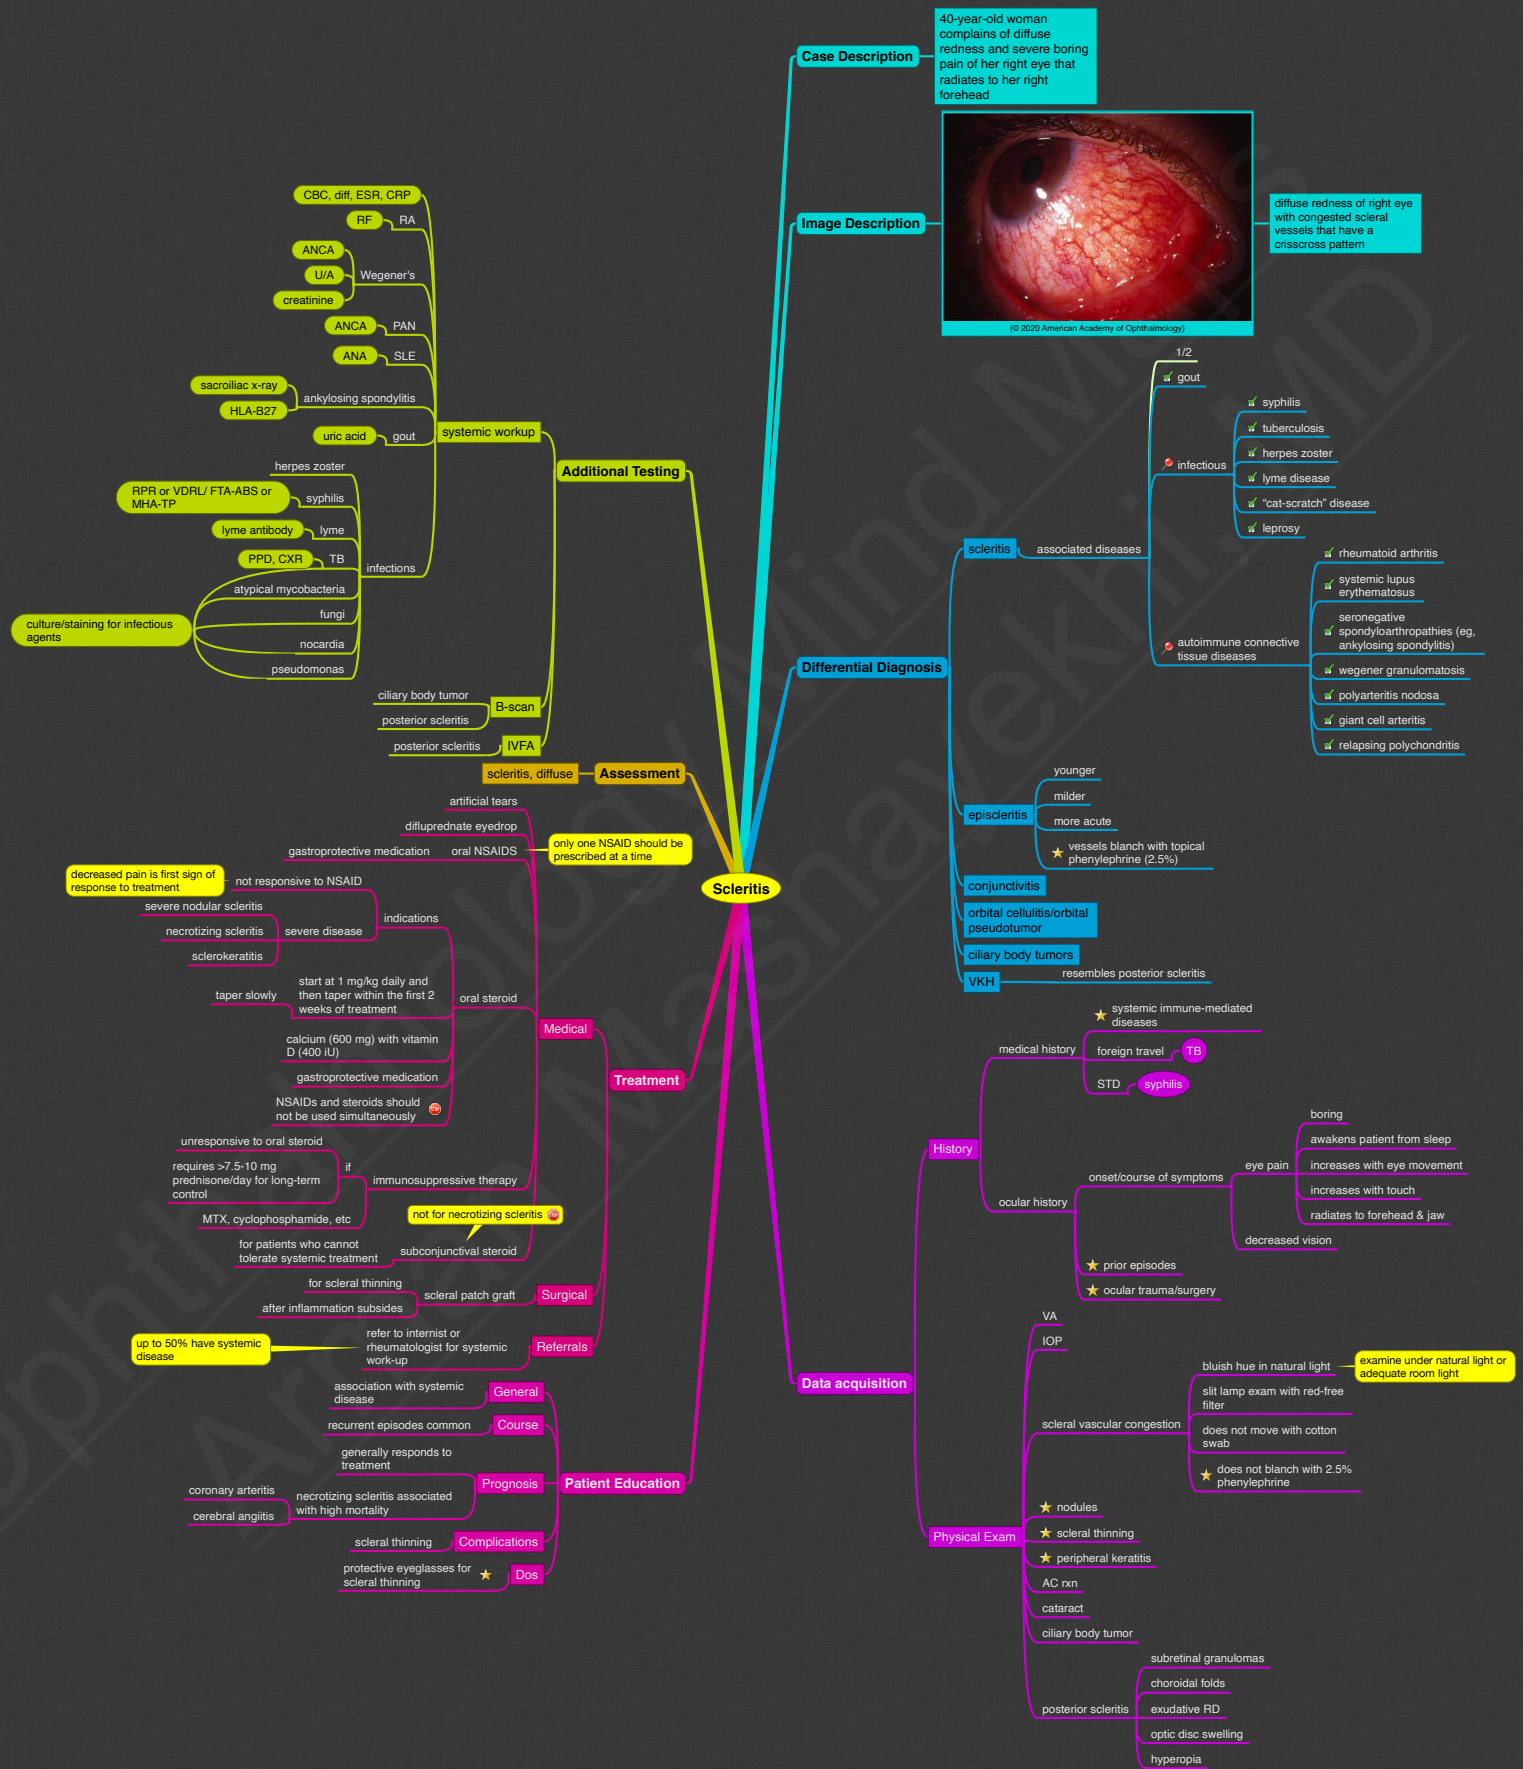 Scleritis
Case Description
40-year-old woman
complains of diffuse
redness and severe boring
pain of her right eye that
radiates to her right
forehead
Image Description
(© 2020 American Academy of Ophthalmology)
diffuse redness of right eye
with congested scleral
vessels that have a
crisscross pattern
Differential Diagnosis
scleritis
associated diseases
1/2
gout
infectious
syphilis
tuberculosis
herpes zoster
lyme disease
“cat-scratch” disease
leprosy
autoimmune connective
tissue diseases
rheumatoid arthritis
systemic lupus
erythematosus
seronegative
spondyloarthropathies (eg,
ankylosing spondylitis)
wegener granulomatosis
polyarteritis nodosa
giant cell arteritis
relapsing polychondritis
episcleritis
younger
milder
more acute
vessels blanch with topical
phenylephrine (2.5%)
conjunctivitis
orbital cellulitis/orbital
pseudotumor
ciliary body tumors
VKH
resembles posterior scleritis
Data acquisition
History
medical history
systemic immune-mediated
diseases
foreign travel
TB
STD
syphilis
ocular history
onset/course of symptoms
eye pain
boring
awakens patient from sleep
increases with eye movement
increases with touch
radiates to forehead & jaw
decreased vision
prior episodes
ocular trauma/surgery
Physical Exam
VA
IOP
scleral vascular congestion
bluish hue in natural light
examine under natural light or
adequate room light
slit lamp exam with red-free
filter
does not move with cotton
swab
does not blanch with 2.5%
phenylephrine
nodules
scleral thinning
peripheral keratitis
AC rxn
cataract
ciliary body tumor
posterior scleritis
subretinal granulomas
choroidal folds
exudative RD
optic disc swelling
hyperopia
Additional Testing
systemic workup
CBC, diff, ESR, CRP
RA
RF
Wegener's
ANCA
U/A
creatinine
PAN
ANCA
SLE
ANA
ankylosing spondylitis
sacroiliac x-ray
HLA-B27
gout
uric acid
infections
herpes zoster
syphilis
RPR or VDRL/ FTA-ABS or
MHA-TP
lyme
lyme antibody
TB
PPD, CXR
atypical mycobacteria
fungi
nocardia
pseudomonas
culture/staining for infectious
agents
B-scan
ciliary body tumor
posterior scleritis
IVFA
posterior scleritis
Assessment
scleritis, diffuse
Treatment
Medical
artificial tears
difluprednate eyedrop
oral NSAIDS
only one NSAID should be
prescribed at a time
gastroprotective medication
oral steroid
indications
not responsive to NSAID
decreased pain is first sign of
response to treatment
severe disease
severe nodular scleritis
necrotizing scleritis
sclerokeratitis
start at 1 mg/kg daily and
then taper within the first 2
weeks of treatment
taper slowly
calcium (600 mg) with vitamin
D (400 iU)
gastroprotective medication
NSAIDs and steroids should
not be used simultaneously
immunosuppressive therapy
if
unresponsive to oral steroid
requires >7.5-10 mg
prednisone/day for long-term
control
MTX, cyclophosphamide, etc
subconjunctival steroid
not for necrotizing scleritis
for patients who cannot
tolerate systemic treatment
Surgical
scleral patch graft
for scleral thinning
after inflammation subsides
Referrals
refer to internist or
rheumatologist for systemic
work-up
up to 50% have systemic
disease
Patient Education
General
association with systemic
disease
Course
recurrent episodes common
Prognosis
generally responds to
treatment
necrotizing scleritis associated
with high mortality
coronary arteritis
cerebral angiitis
Complications
scleral thinning
Dos
protective eyeglasses for
scleral thinning
Ophthalmology Mind Maps
Arman Mashayekhi, MD